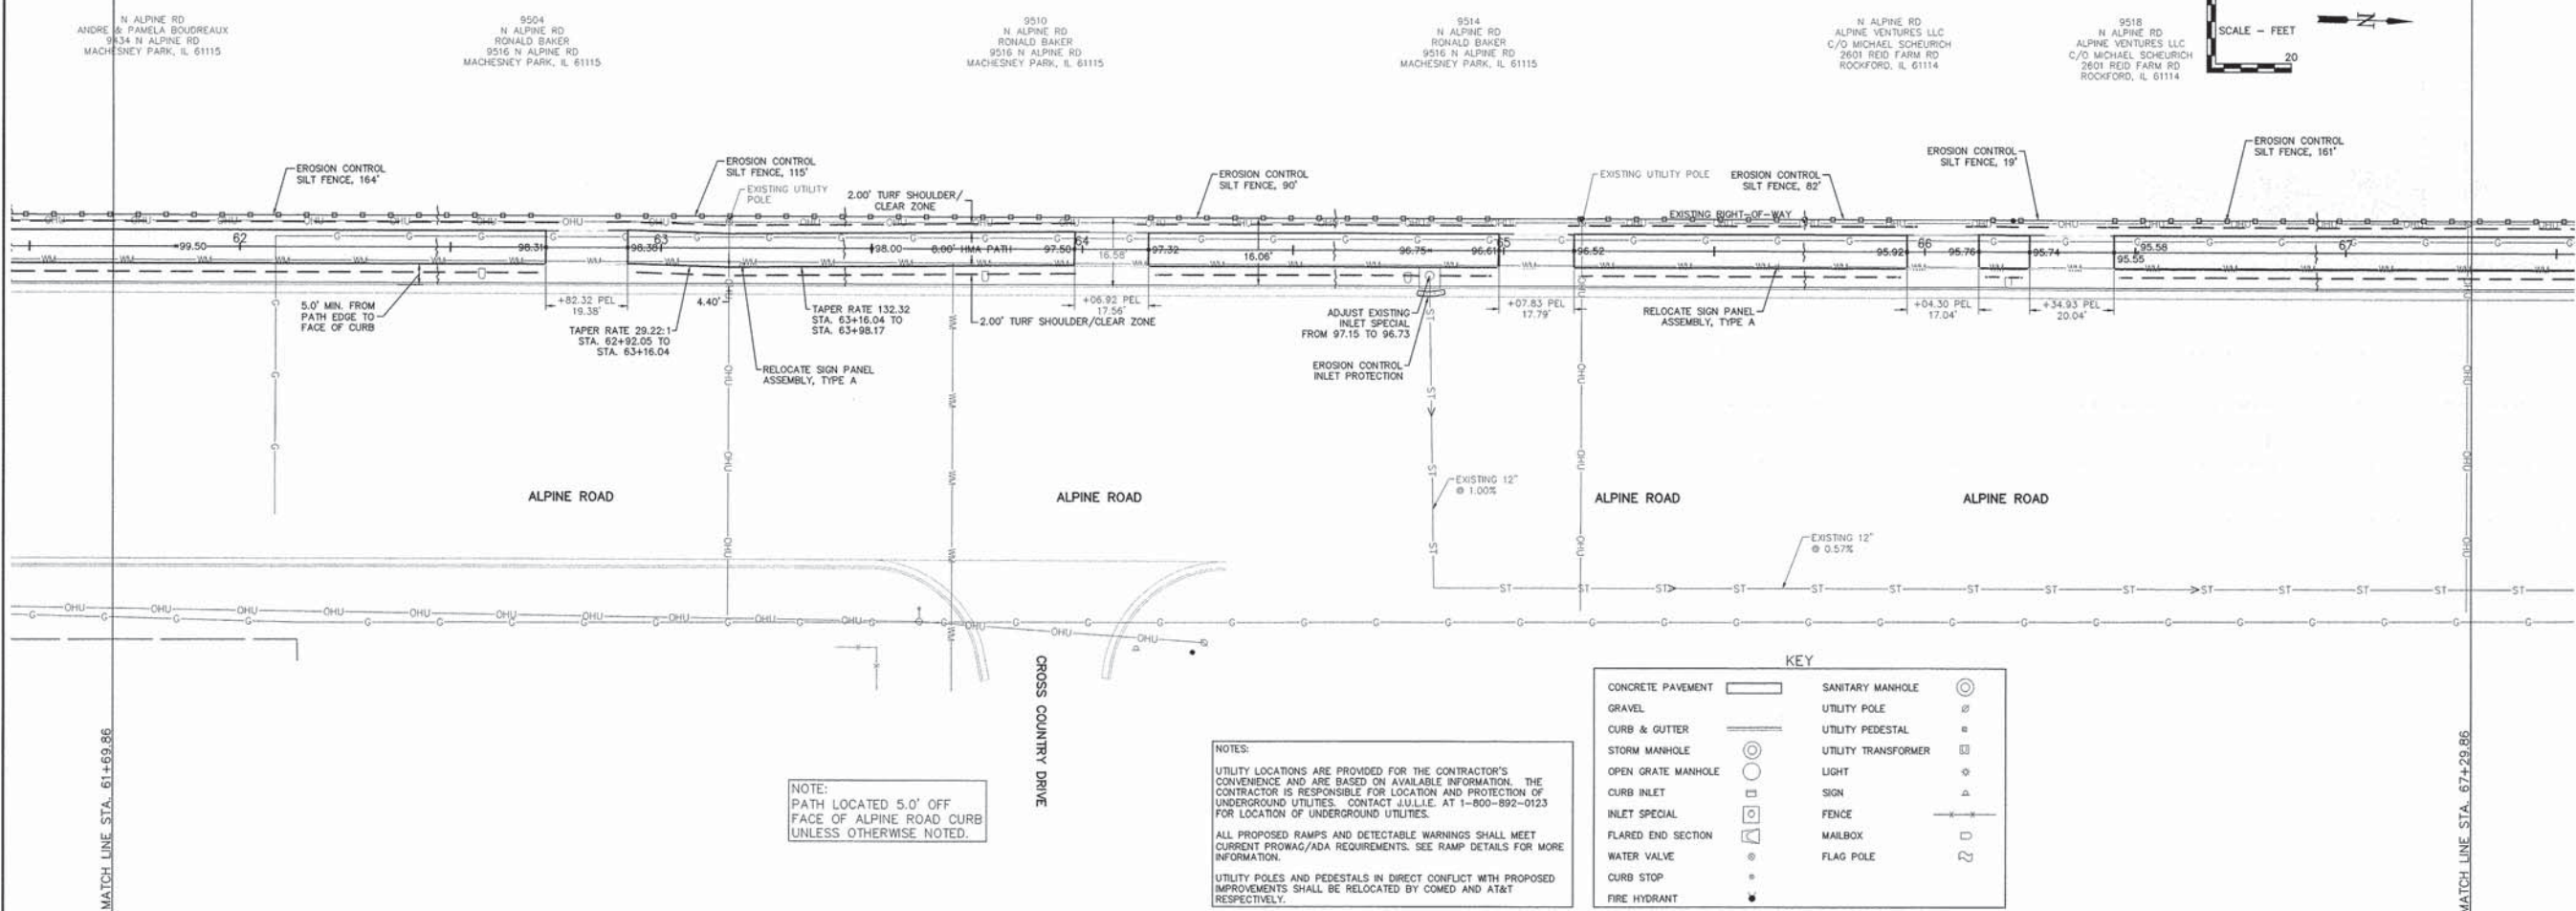 N ALPINE RD
ANDRE & PAMELA BOUDREAUX
9434 N ALPINE RD
MACHESNEY PARK, IL 61115
9504
N ALPINE RD
RONALD BAKER
9516 N ALPINE RD
MACHESNEY PARK, IL 61115
9510
N ALPINE RD
RONALD BAKER
9516 N ALPINE RD
MACHESNEY PARK, IL 61115
9514
N ALPINE RD
RONALD BAKER
9516 N ALPINE RD
MACHESNEY PARK, IL 61115
N ALPINE RD
ALPINE VENTURES LLC
C/O MICHAEL SCHEURICH
2601 REID FARM RD
ROCKFORD, IL 61114
9518
N ALPINE RD
ALPINE VENTURES LLC
C/O MICHAEL SCHEURICH
2601 REID FARM RD
ROCKFORD, IL 61114
SCALE - FEET
20
N
EROSION CONTROL
SILT FENCE, 164'
EROSION CONTROL
SILT FENCE, 115'
EXISTING UTILITY
POLE
2.00' TURF SHOULDER/
CLEAR ZONE
EROSION CONTROL
SILT FENCE, 90'
EXISTING UTILITY POLE
EROSION CONTROL
SILT FENCE, 82'
EROSION CONTROL
SILT FENCE, 19'
EROSION CONTROL
SILT FENCE, 161'
EXISTING RIGHT-OF-WAY
99.50
62
98.31
98.38
63
98.00
8.00' HMA PATH
97.50
64
16.58'
97.32
16.06'
96.75
96.61
65
96.52
95.92
66
95.76
95.74
95.58
95.55
67
5.0' MIN. FROM
PATH EDGE TO
FACE OF CURB
+82.32 PEL
19.38'
TAPER RATE 29.22:1
STA. 62+92.05 TO
STA. 63+16.04
4.40'
TAPER RATE 132.32
STA. 63+16.04 TO
STA. 63+98.17
RELOCATE SIGN PANEL
ASSEMBLY, TYPE A
2.00' TURF SHOULDER/CLEAR ZONE
+06.92 PEL
17.56'
ADJUST EXISTING
INLET SPECIAL
FROM 97.15 TO 96.73
EROSION CONTROL
INLET PROTECTION
+07.83 PEL
17.79'
RELOCATE SIGN PANEL
ASSEMBLY, TYPE A
+04.30 PEL
17.04'
+34.93 PEL
20.04'
EXISTING 12"
@ 1.00%
ALPINE ROAD
ALPINE ROAD
ALPINE ROAD
ALPINE ROAD
EXISTING 12"
@ 0.57%
CROSS COUNTRY DRIVE
MATCH LINE STA. 61+69.86
MATCH LINE STA. 67+29.86
NOTE:
PATH LOCATED 5.0' OFF
FACE OF ALPINE ROAD CURB
UNLESS OTHERWISE NOTED.
NOTES:
UTILITY LOCATIONS ARE PROVIDED FOR THE CONTRACTOR'S
CONVENIENCE AND ARE BASED ON AVAILABLE INFORMATION. THE
CONTRACTOR IS RESPONSIBLE FOR LOCATION AND PROTECTION OF
UNDERGROUND UTILITIES. CONTACT J.U.L.I.E. AT 1-800-892-0123
FOR LOCATION OF UNDERGROUND UTILITIES.
ALL PROPOSED RAMPS AND DETECTABLE WARNINGS SHALL MEET
CURRENT PROWAG/ADA REQUIREMENTS. SEE RAMP DETAILS FOR MORE
INFORMATION.
UTILITY POLES AND PEDESTALS IN DIRECT CONFLICT WITH PROPOSED
IMPROVEMENTS SHALL BE RELOCATED BY COMED AND AT&T
RESPECTIVELY.
KEY
CONCRETE PAVEMENT
GRAVEL
CURB & GUTTER
STORM MANHOLE
OPEN GRATE MANHOLE
CURB INLET
INLET SPECIAL
FLARED END SECTION
WATER VALVE
CURB STOP
FIRE HYDRANT
SANITARY MANHOLE
UTILITY POLE
UTILITY PEDESTAL
UTILITY TRANSFORMER
LIGHT
SIGN
FENCE
MAILBOX
FLAG POLE